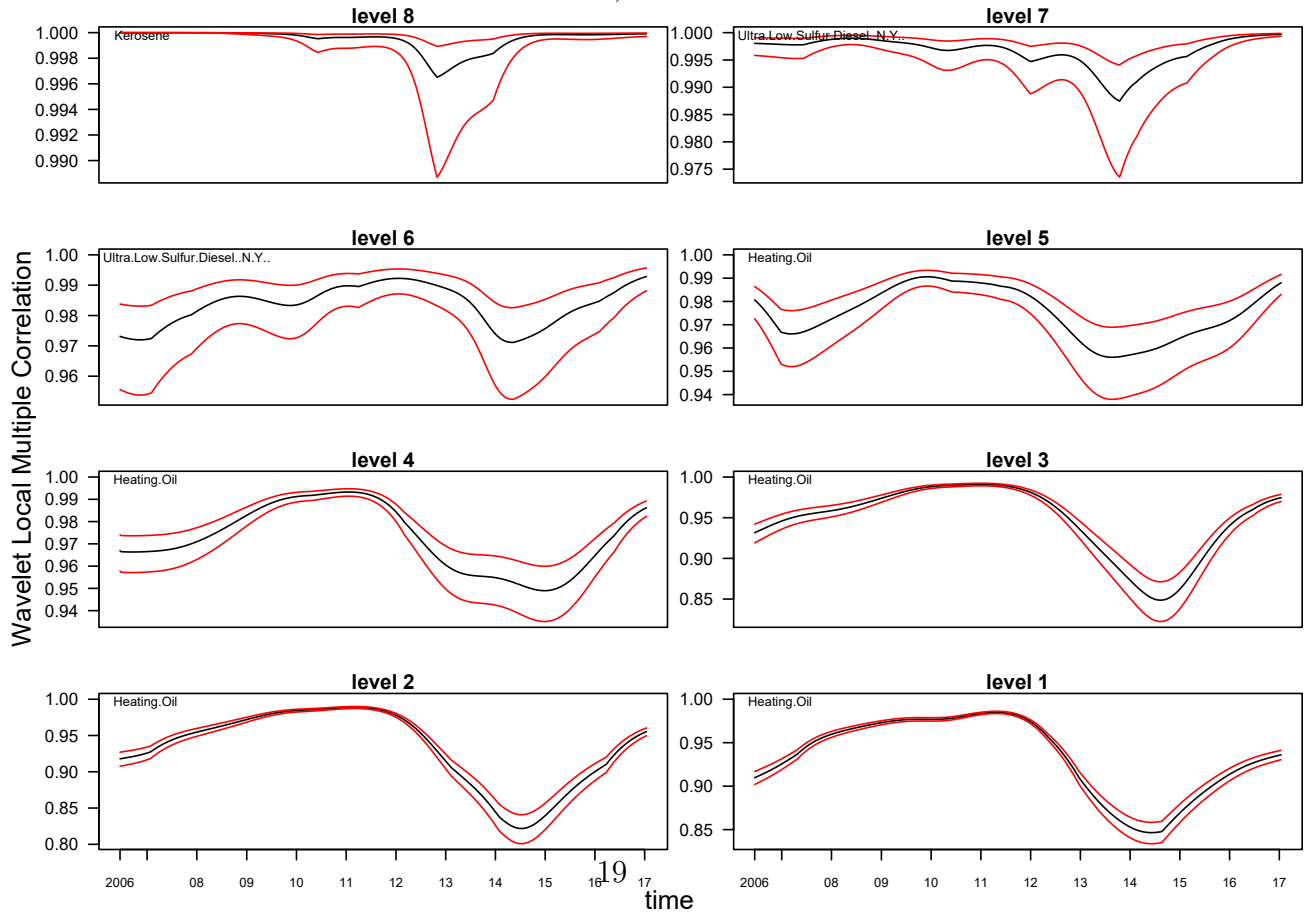 level 8
Kerosene
1.000
0.998
0.996
0.994
0.992
0.990
level 7
Ultra.Low.Sulfur.Diesel..N.Y..
1.000
0.995
0.990
0.985
0.980
0.975
level 6
Ultra.Low.Sulfur.Diesel..N.Y..
1.00
0.99
0.98
0.97
0.96
level 5
Heating.Oil
1.00
0.99
0.98
0.97
0.96
0.95
0.94
Wavelet Local Multiple Correlation
level 4
Heating.Oil
1.00
0.99
0.98
0.97
0.96
0.95
0.94
level 3
Heating.Oil
1.00
0.95
0.90
0.85
level 2
Heating.Oil
1.00
0.95
0.90
0.85
0.80
2006 08 09 10 11 12 13 14 15 16 17
level 1
Heating.Oil
1.00
0.95
0.90
0.85
2006 08 09 10 11 12 13 14 15 16 17
19
time